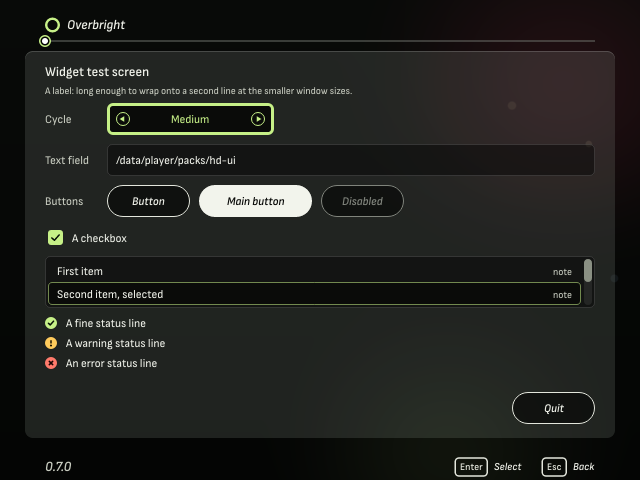 Overbright
Widget test screen
A label: long enough to wrap onto a second line at the smaller window sizes.
Cycle
Medium
Text field
/data/player/packs/hd-ui
Buttons
Button
Main button
Disabled
A checkbox
First item
note
Second item, selected
note
A fine status line
A warning status line
An error status line
Quit
0.7.0
Enter
Select
Esc
Back